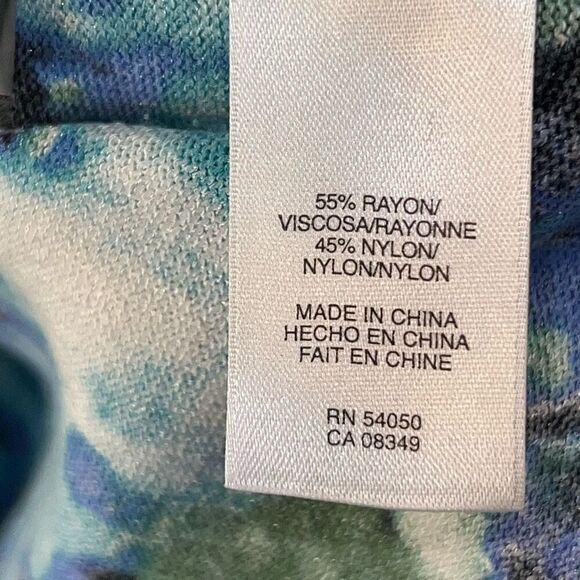 55% RAYON/
VISCOSA/RAYONNE
45% NYLON/
NYLON/NYLON
MADE IN CHINA
HECHO EN CHINA
FAIT EN CHINE
RN 54050
CA 08349